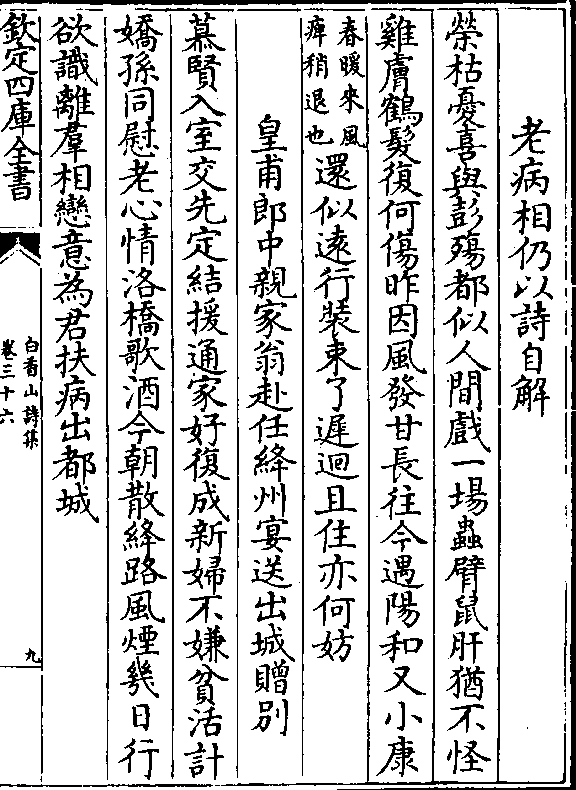 老病相仍以詩自解
榮枯憂喜與彭殤都似人間戲一場蟲臂鼠肝猶不怪
雞膚鶴髮復何傷昨因風發甘長往今遇陽和又小康
春暖來風
痺稍退也
還似遠行裝束了遲迴且住亦何妨
皇甫郎中親家翁赴任絳州宴送出城贈別
慕賢入室交先定結援通家好復成新婦不嫌貧活計
嬌孫同慰老心情洛橋歌酒今朝散絳路風煙幾日行
欲識離羣相戀意為君扶病出都城
欽定四庫全書
白香山詩集
卷三十六
九